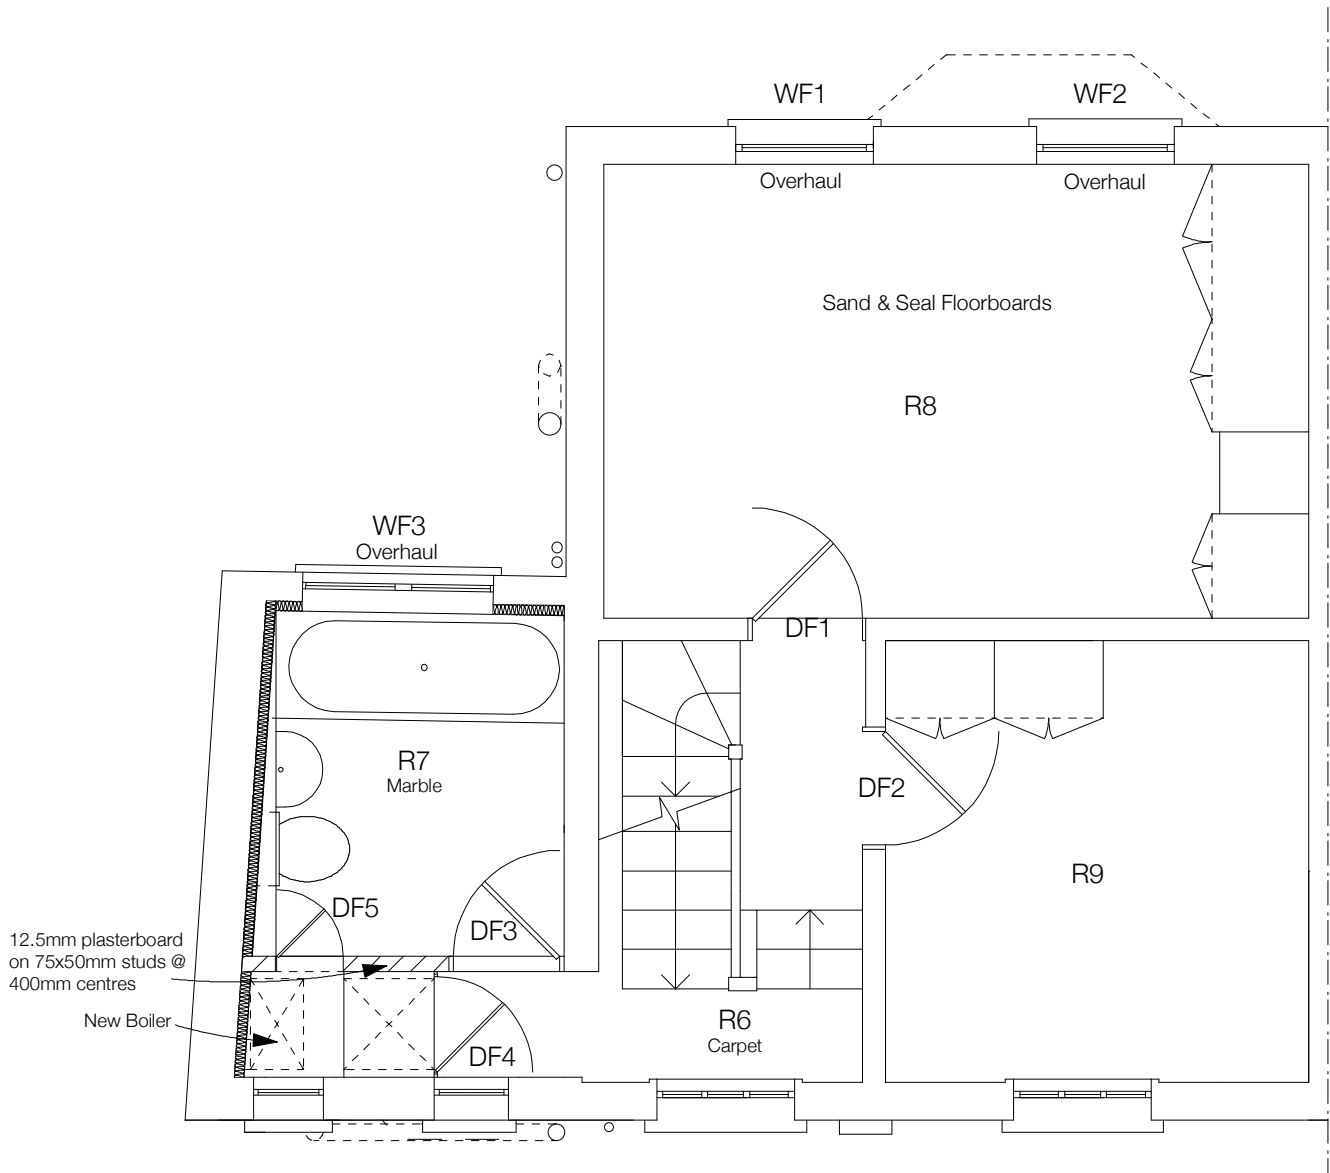 WF1
WF2
Overhaul
Overhaul
Sand & Seal Floorboards
R8
WF3
Overhaul
DF1
R7
Marble
DF2
R9
DF5
DF3
12.5mm plasterboard
on 75x50mm studs @
400mm centres
New Boiler
R6
Carpet
DF4